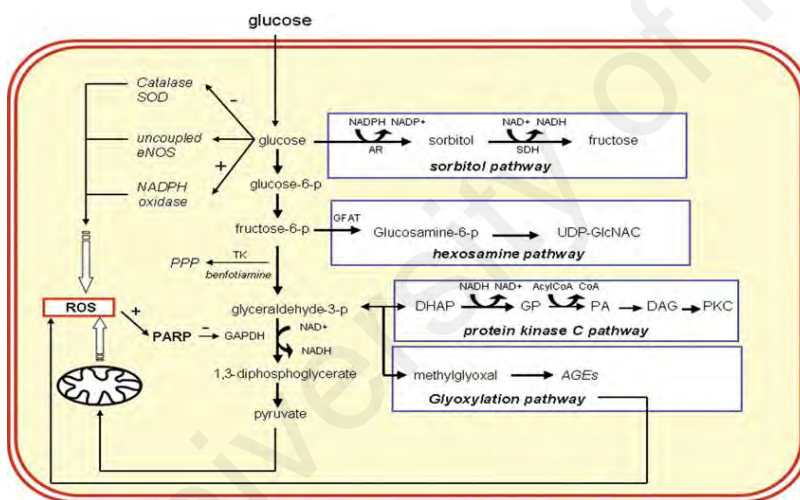 glucose
Catalase
SOD
-
uncoupled
eNOS
+
NADPH
oxidase
glucose
NADPH NADP+
AR
sorbitol
NAD+ NADH
SDH
fructose
sorbitol pathway
glucose-6-p
fructose-6-p
GFAT
Glucosamine-6-p
UDP-GlcNAC
hexosamine pathway
PPP
TK
benfotiamine
glyceraldehyde-3-p
DHAP
NADH NAD+
GP
AcylCoA CoA
PA
DAG
PKC
protein kinase C pathway
ROS
+
PARP
-
GAPDH
NAD+
NADH
1,3-diphosphoglycerate
methylglyoxal
AGEs
Glyoxylation pathway
pyruvate